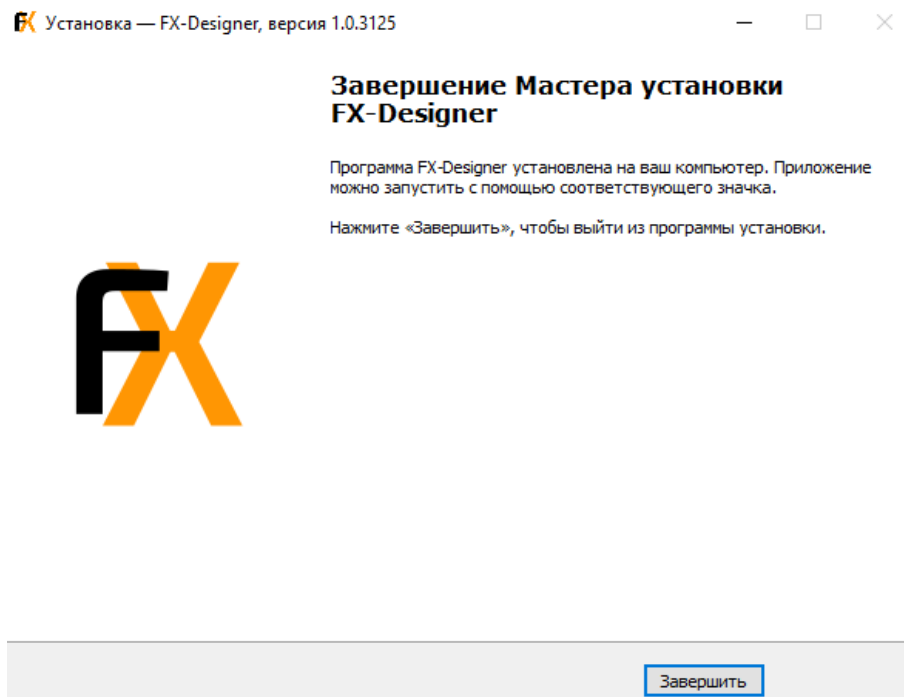 FX Установка — FX-Designer, версия 1.0.3125
Завершение Мастера установки
FX-Designer
Программа FX-Designer установлена на ваш компьютер. Приложение
можно запустить с помощью соответствующего значка.
Нажмите «Завершить», чтобы выйти из программы установки.
FX
Завершить